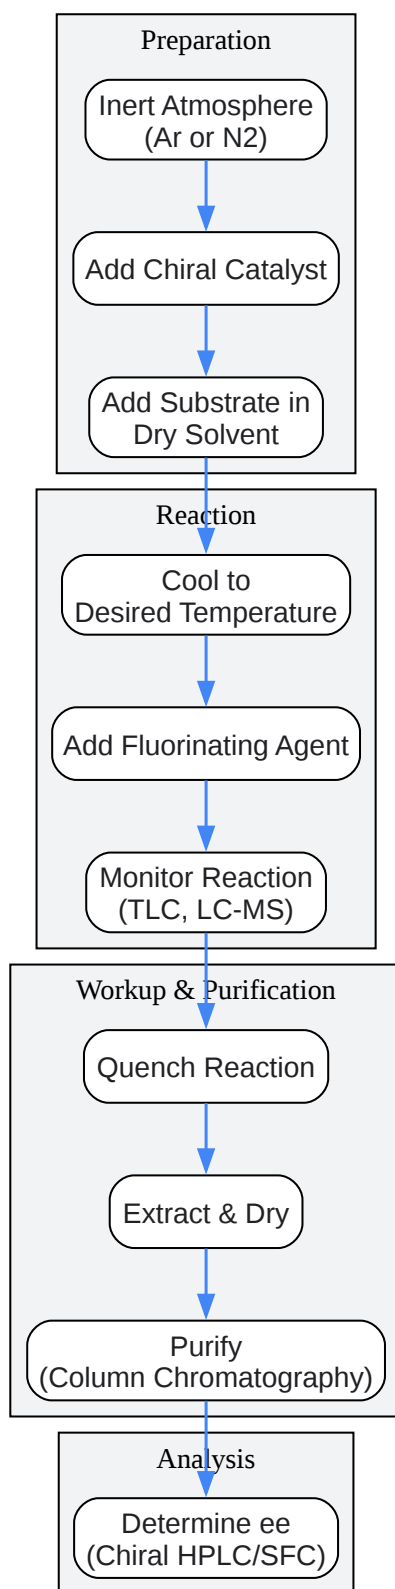 Preparation
Inert Atmosphere
(Ar or N2)
Add Chiral Catalyst
Add Substrate in
Dry Solvent
Reaction
Cool to
Desired Temperature
Add Fluorinating Agent
Monitor Reaction
(TLC, LC-MS)
Workup & Purification
Quench Reaction
Extract & Dry
Purify
(Column Chromatography)
Analysis
Determine ee
(Chiral HPLC/SFC)